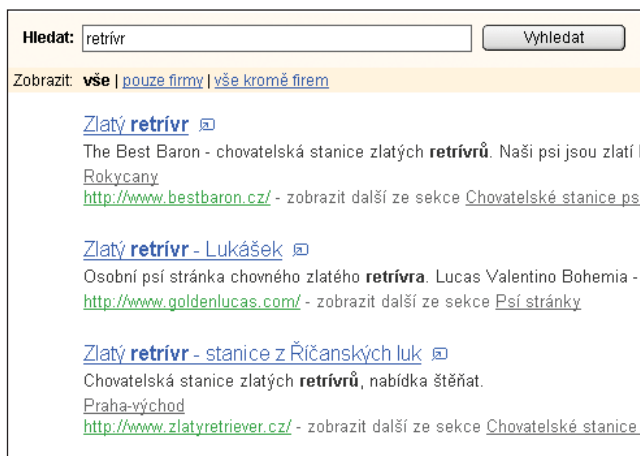 Hledat: retrívr Vyhledat
Zobrazit: vše | pouze firmy | vše kromě firem
Zlatý retrívr
The Best Baron - chovatelská stanice zlatých retrívrů. Naši psi jsou zlatí
Rokycany
http://www.bestbaron.cz/ - zobrazit další ze sekce Chovatelské stanice ps
Zlatý retrívr - Lukášek
Osobní psí stránka chovného zlatého retrívra. Lucas Valentino Bohemia -
http://www.goldenlucas.com/ - zobrazit další ze sekce Psí stránky
Zlatý retrívr - stanice z Říčanských luk
Chovatelská stanice zlatých retrívrů, nabídka štěňat.
Praha-východ
http://www.zlatyretriever.cz/ - zobrazit další ze sekce Chovatelské stanice